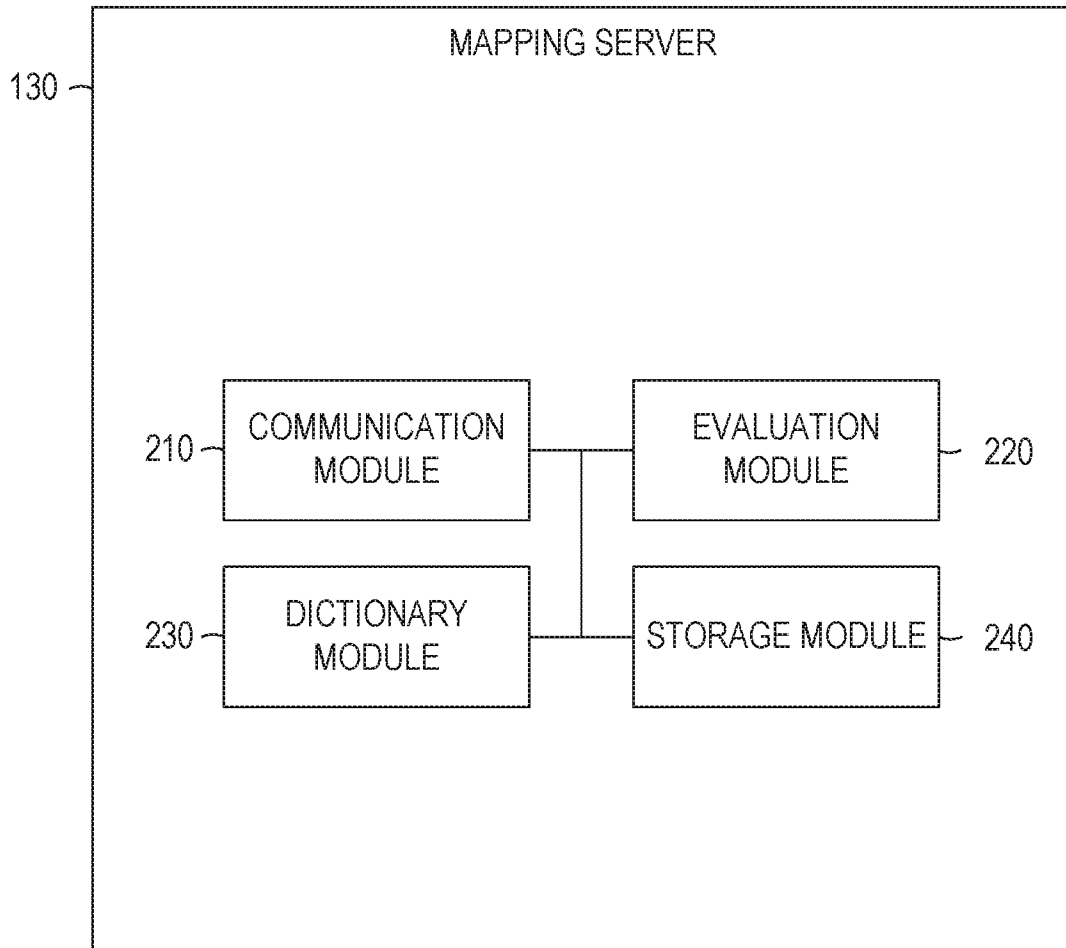 MAPPING SERVER
130
COMMUNICATION
MODULE
210
EVALUATION
MODULE
220
DICTIONARY
MODULE
230
STORAGE MODULE
240